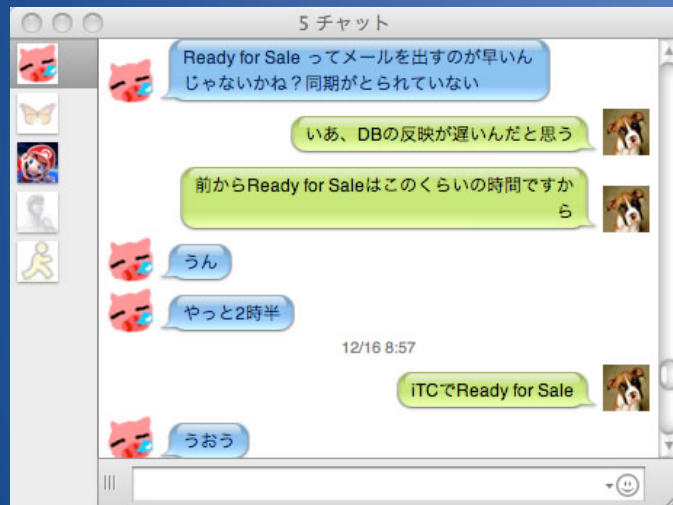 5 チャット
Ready for Sale ってメールを出すのが早いん
じゃないかね？同期がとられていない
いあ、DBの反映が遅いんだと思う
前からReady for Saleはこのくらいの時間ですか
ら
うん
やっと2時半
12/16 8:57
iTCでReady for Sale
うおう